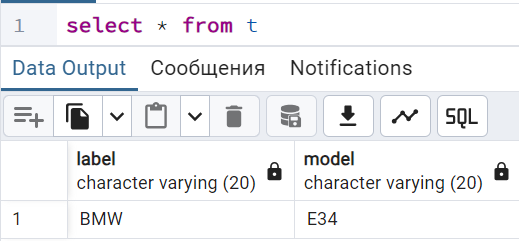 1 select * from t
Data Output Сообщения Notifications
SQL
label model
character varying (20) character varying (20)
1 BMW E34